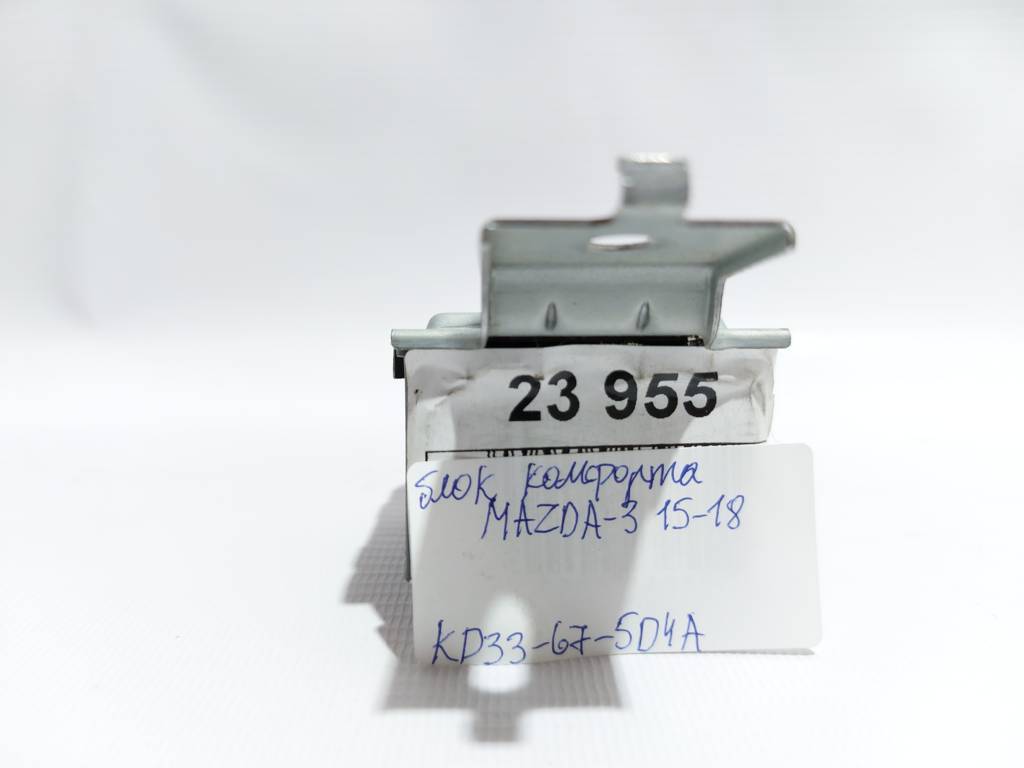 23 955
блок комфорта
MAZDA-3 15-18
KD33-67-5D4A